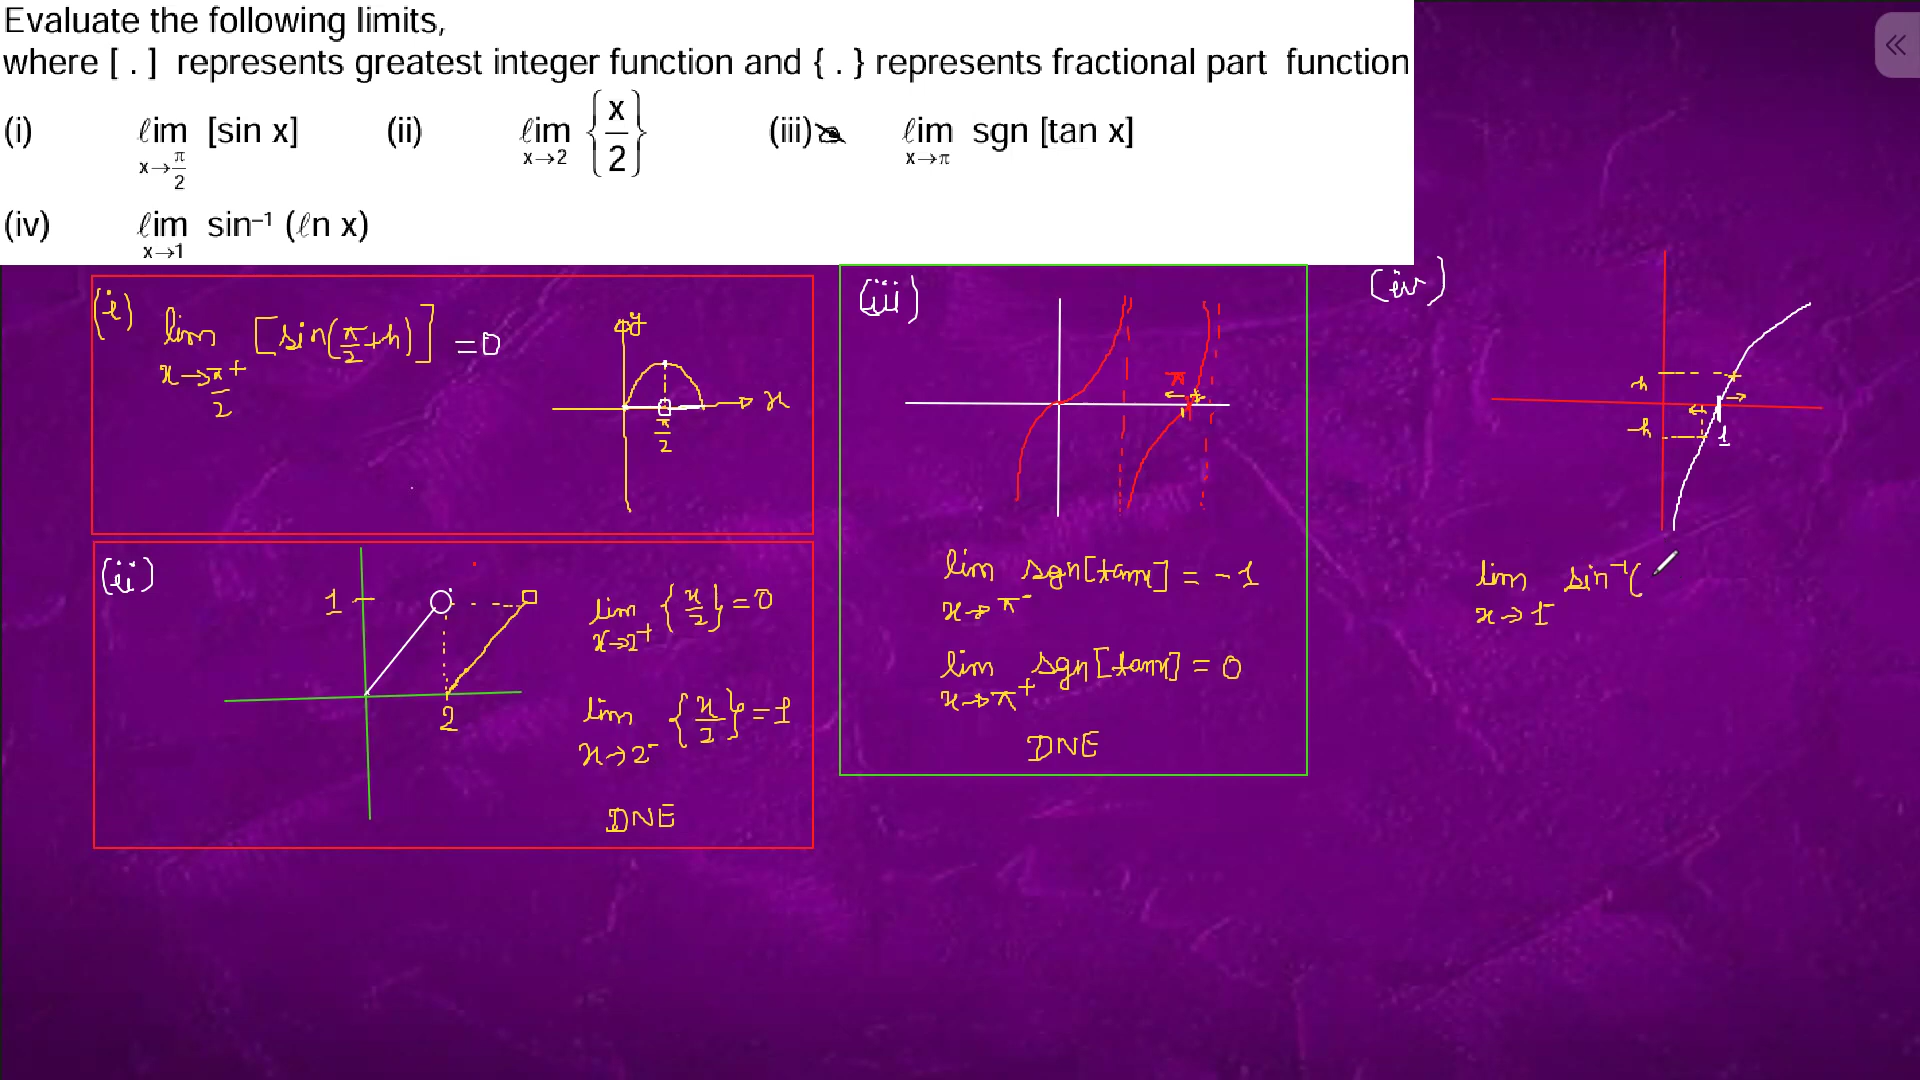 Evaluate the following limits,
where [ . ] represents greatest integer function and { . } represents fractional part function
(i) ℓim x→π/2 [sin x] (ii) ℓim x→2 {x/2} (iii) ℓim x→π sgn [tan x]
(iv) ℓim x→1 sin⁻¹ (ℓn x)
(i) lim x→π/2⁺ [sin(π/2+h)] = 0
y
x
π/2
(ii)
1
2
lim x→2⁺ {x/2} = 0
lim x→2⁻ {x/2} = 1
DNE
(iii)
π
lim x→π⁻ sgn[tanx] = -1
lim x→π⁺ sgn[tanx] = 0
DNE
(iv)
h
-h
1
lim x→1⁻ sin⁻¹(